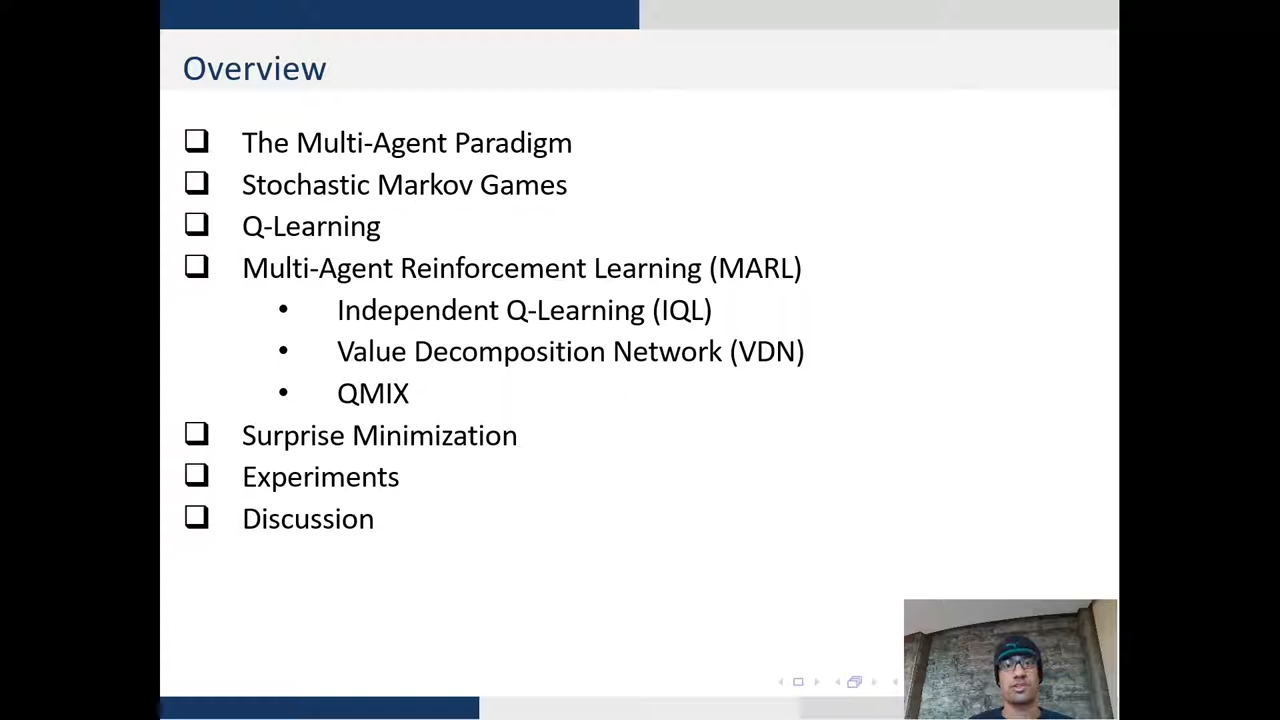 Overview
The Multi-Agent Paradigm
Stochastic Markov Games
Q-Learning
Multi-Agent Reinforcement Learning (MARL)
Independent Q-Learning (IQL)
Value Decomposition Network (VDN)
QMIX
Surprise Minimization
Experiments
Discussion